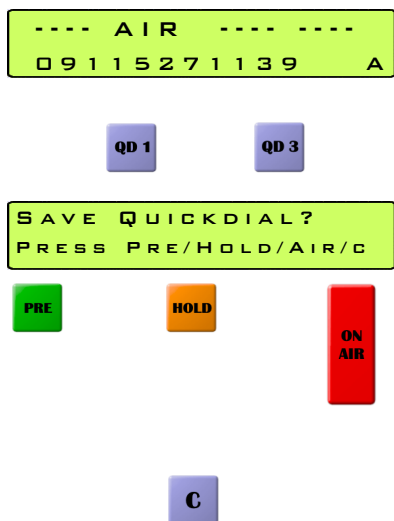 ---- AIR ---- ----
09115271139 A
QD 1 QD 3
SAVE QUICKDIAL?
PRESS PRE/HOLD/AIR/C
PRE HOLD
ON
AIR
C